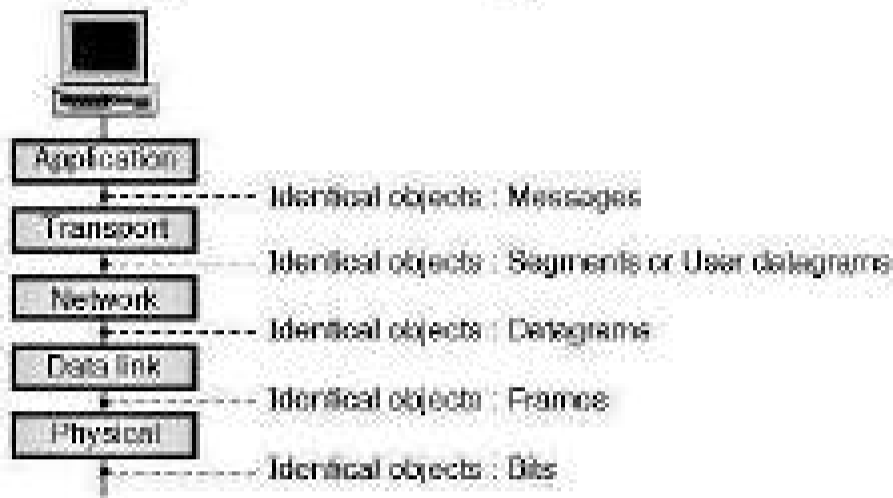 Application
Identical objects : Messages
Transport
Identical objects : Segments or User datagrams
Network
Identical objects : Datagrams
Data link
Identical objects : Frames
Physical
Identical objects : Bits